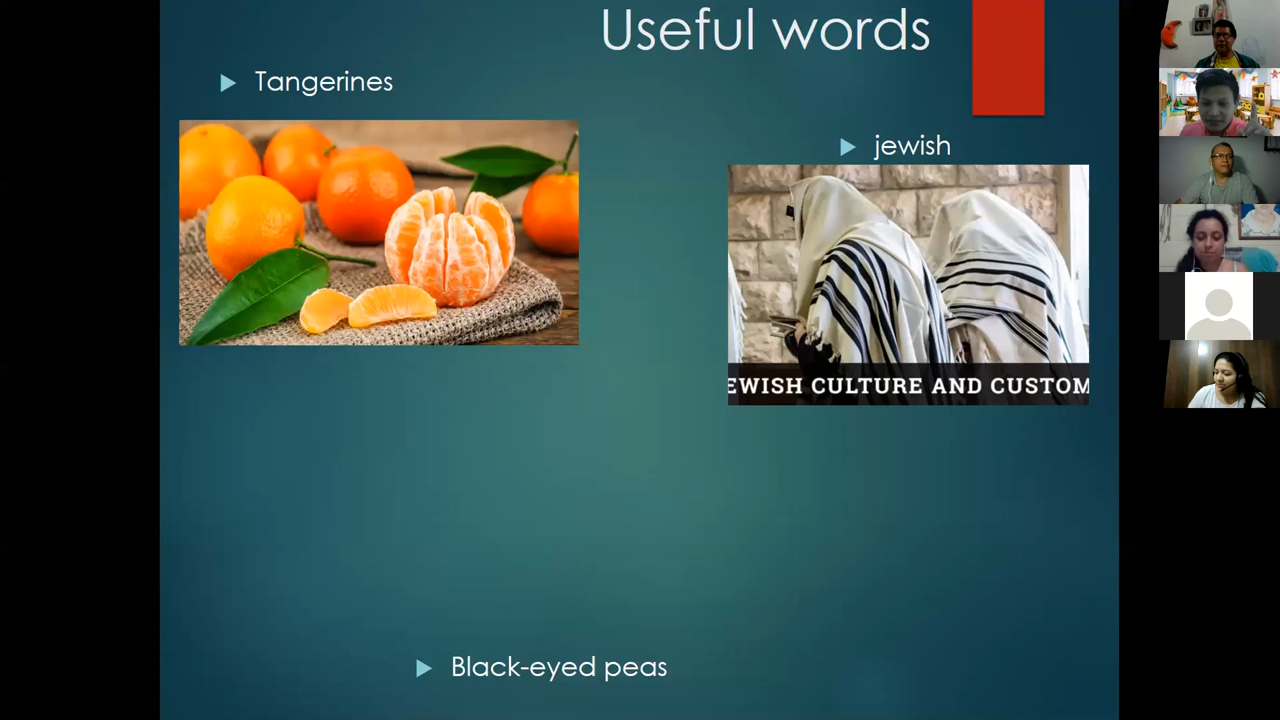 Useful words
Tangerines
jewish
EWISH CULTURE AND CUSTOM
Black-eyed peas